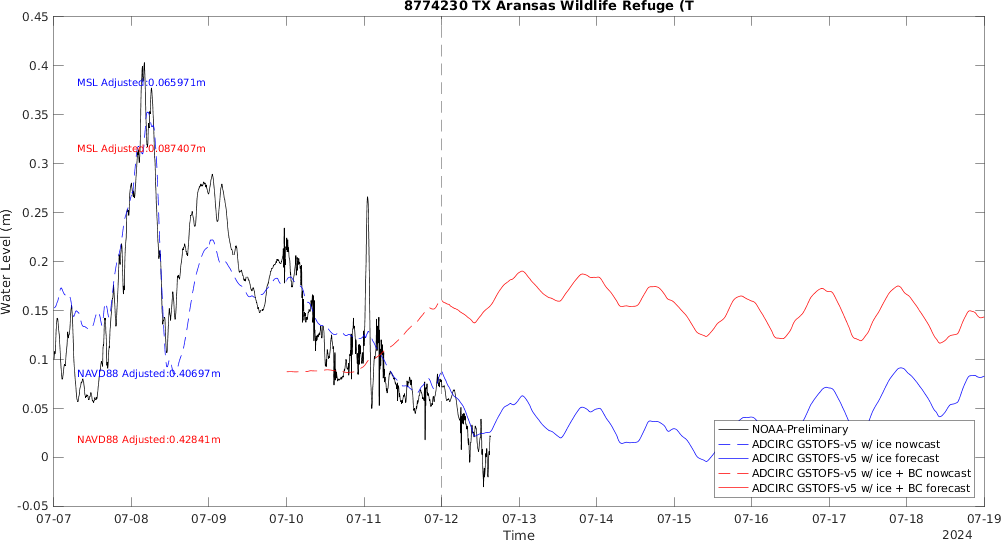 8774230 TX Aransas Wildlife Refuge (T
Water Level (m)
0.45
0.4
0.35
0.3
0.25
0.2
0.15
0.1
0.05
0
-0.05
MSL Adjusted:0.065971m
MSL Adjusted:0.087407m
NAVD88 Adjusted:0.40697m
NAVD88 Adjusted:0.42841m
NOAA-Preliminary
ADCIRC GSTOFS-v5 w/ ice nowcast
ADCIRC GSTOFS-v5 w/ ice forecast
ADCIRC GSTOFS-v5 w/ ice + BC nowcast
ADCIRC GSTOFS-v5 w/ ice + BC forecast
07-07 07-08 07-09 07-10 07-11 07-12 07-13 07-14 07-15 07-16 07-17 07-18 07-19
Time
2024